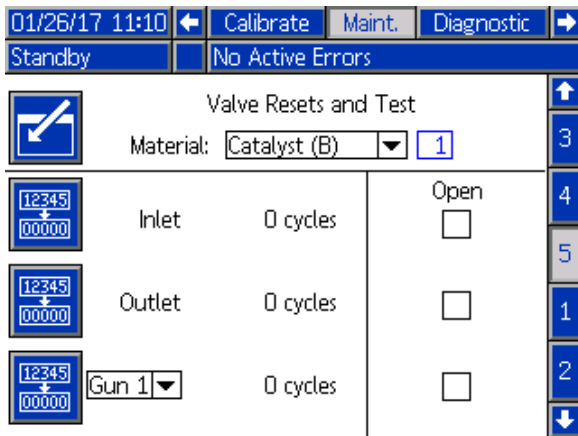 01/26/17 11:10 Calibrate Maint. Diagnostic
Standby No Active Errors
Valve Resets and Test
Material: Catalyst (B) 1
3
Open
12345
00000
Inlet 0 cycles
4
5
12345
00000
Outlet 0 cycles
1
12345
00000
Gun 1 0 cycles
2